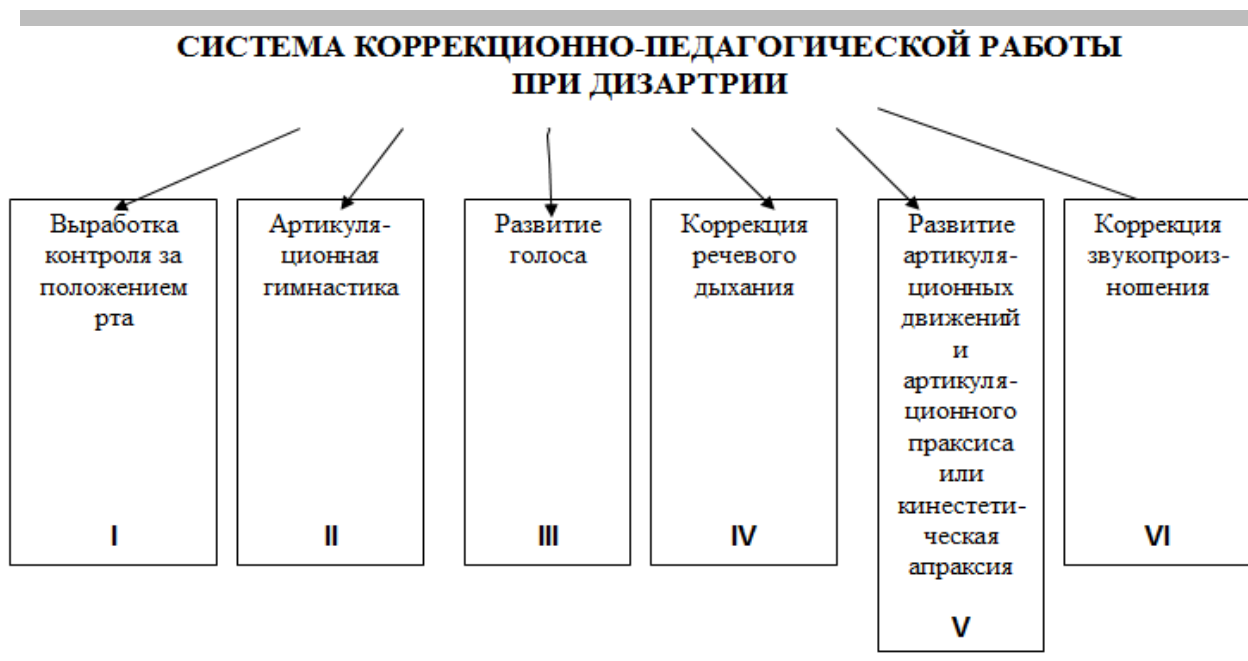 СИСТЕМА КОРРЕКЦИОННО-ПЕДАГОГИЧЕСКОЙ РАБОТЫ
ПРИ ДИЗАРТРИИ
Выработка
контроля за
положением
рта
I
Артикуля-
ционная
гимнастика
II
Развитие
голоса
III
Коррекция
речевого
дыхания
IV
Развитие
артикуля-
ционных
движений
и
артикуля-
ционного
праксиса
или
кинестети-
ческая
апраксия
V
Коррекция
звукопроиз-
ношения
VI